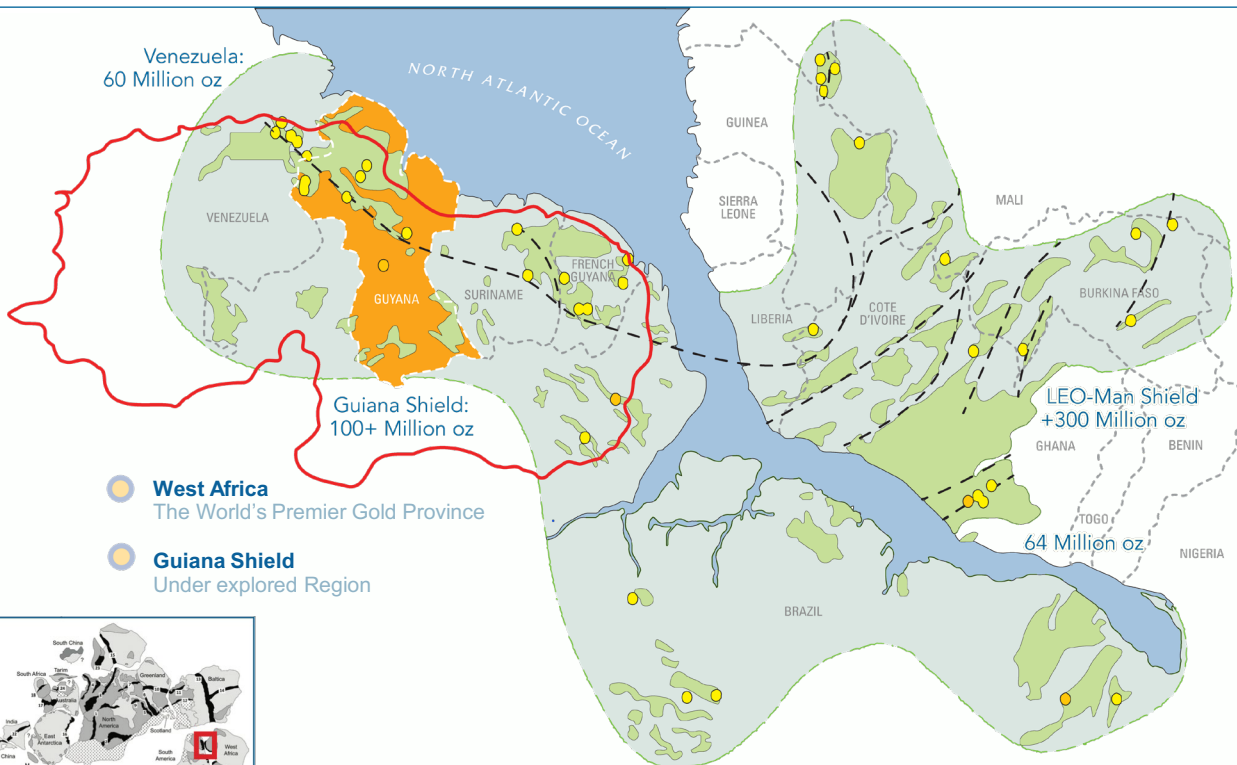 Venezuela:
60 Million oz
NORTH ATLANTIC OCEAN
GUINEA
SIERRA
LEONE
MALI
VENEZUELA
GUYANA
SURINAME
FRENCH
GUYANA
LIBERIA
COTE
D'IVOIRE
BURKINA FASO
Guiana Shield:
100+ Million oz
LEO-Man Shield
+300 Million oz
GHANA
BENIN
TOGO
64 Million oz
NIGERIA
BRAZIL
West Africa
The World's Premier Gold Province
Guiana Shield
Under explored Region
South China
South Africa
Tarim
Greenland
Baltica
Australia
North
America
India
East
Antarctica
Scotland
South
America
West
Africa
China